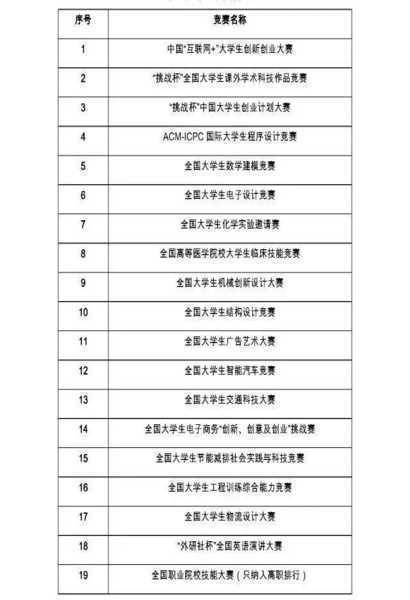 序号 竞赛名称
1 中国“互联网+”大学生创新创业大赛
2 “挑战杯”全国大学生课外学术科技作品竞赛
3 “挑战杯”中国大学生创业计划大赛
4 ACM-ICPC 国际大学生程序设计竞赛
5 全国大学生数学建模竞赛
6 全国大学生电子设计竞赛
7 全国大学生化学实验邀请赛
8 全国高等医学院校大学生临床技能竞赛
9 全国大学生机械创新设计大赛
10 全国大学生结构设计竞赛
11 全国大学生广告艺术大赛
12 全国大学生智能汽车竞赛
13 全国大学生交通科技大赛
14 全国大学生电子商务“创新、创意及创业”挑战赛
15 全国大学生节能减排社会实践与科技竞赛
16 全国大学生工程训练综合能力竞赛
17 全国大学生物流设计大赛
18 “外研社杯”全国英语演讲大赛
19 全国职业院校技能大赛（只纳入高职排行）